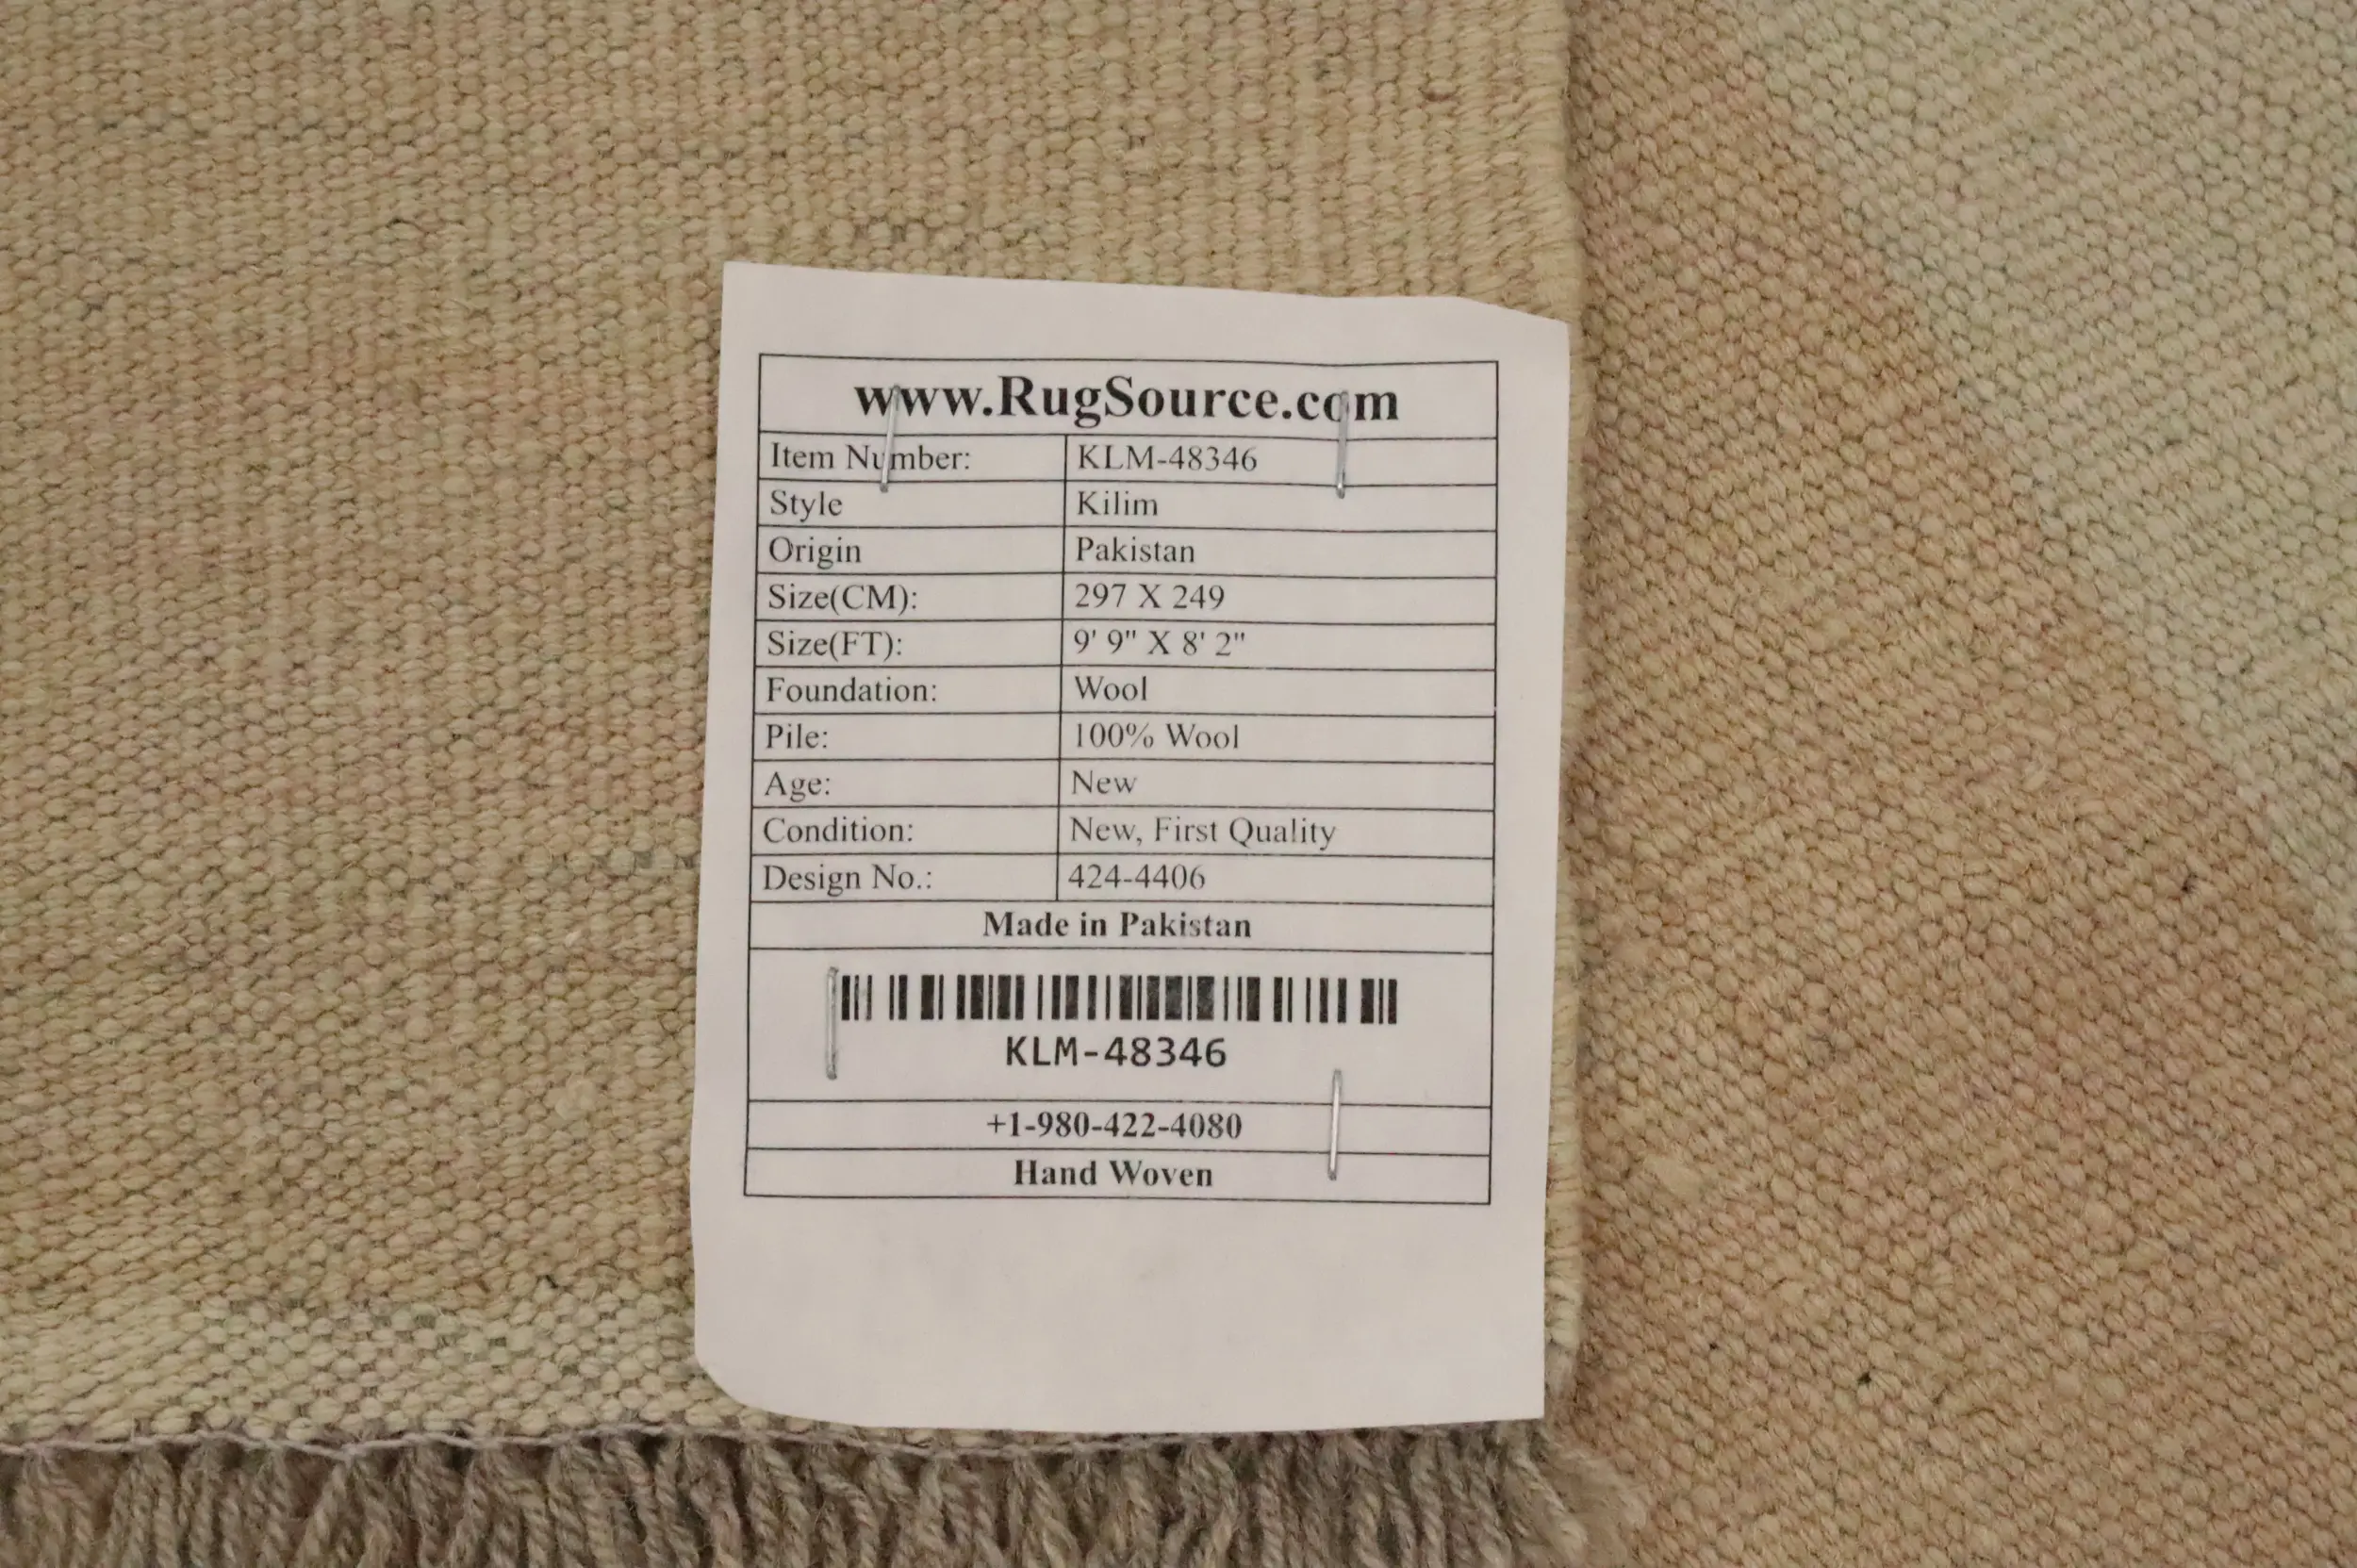 www.RugSource.com
Item Number: KLM-48346
Style Kilim
Origin Pakistan
Size(CM): 297 X 249
Size(FT): 9' 9" X 8' 2"
Foundation: Wool
Pile: 100% Wool
Age: New
Condition: New, First Quality
Design No.: 424-4406
Made in Pakistan
KLM-48346
+1-980-422-4080
Hand Woven